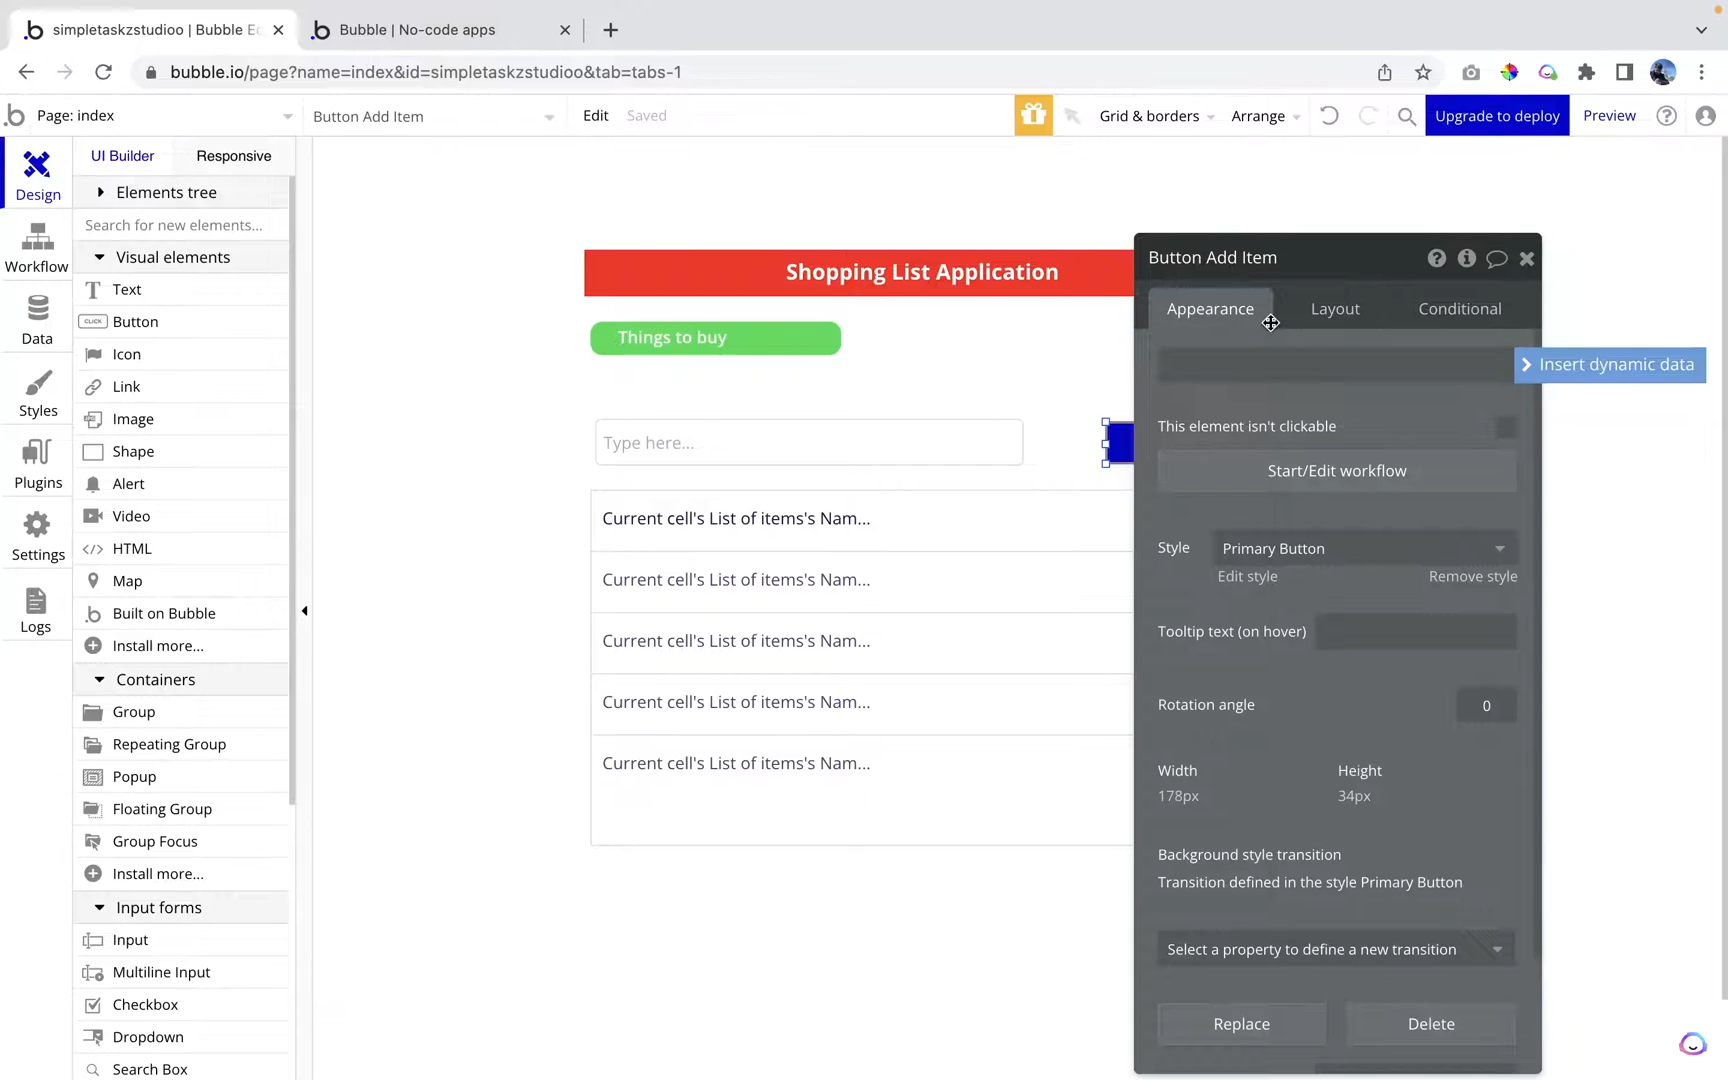 simpletaskzstudioo | Bubble Ed
Bubble | No-code apps
bubble.io/page?name=index&id=simpletaskzstudioo&tab=tabs-1
Page: index
Button Add Item
Edit
Saved
Grid & borders
Arrange
Upgrade to deploy
Preview
Design
Workflow
Data
Styles
Plugins
Settings
Logs
UI Builder
Responsive
Elements tree
Search for new elements...
Visual elements
Text
CLICK
Button
Icon
Link
Image
Shape
Alert
Video
HTML
Map
Built on Bubble
Install more...
Containers
Group
Repeating Group
Popup
Floating Group
Group Focus
Install more...
Input forms
Input
Multiline Input
Checkbox
Dropdown
Search Box
Shopping List Application
Things to buy
Type here...
Current cell's List of items's Nam...
Current cell's List of items's Nam...
Current cell's List of items's Nam...
Current cell's List of items's Nam...
Current cell's List of items's Nam...
Button Add Item
Appearance
Layout
Conditional
Insert dynamic data
This element isn't clickable
Start/Edit workflow
Style
Primary Button
Edit style
Remove style
Tooltip text (on hover)
Rotation angle
0
Width
Height
178px
34px
Background style transition
Transition defined in the style Primary Button
Select a property to define a new transition
Replace
Delete